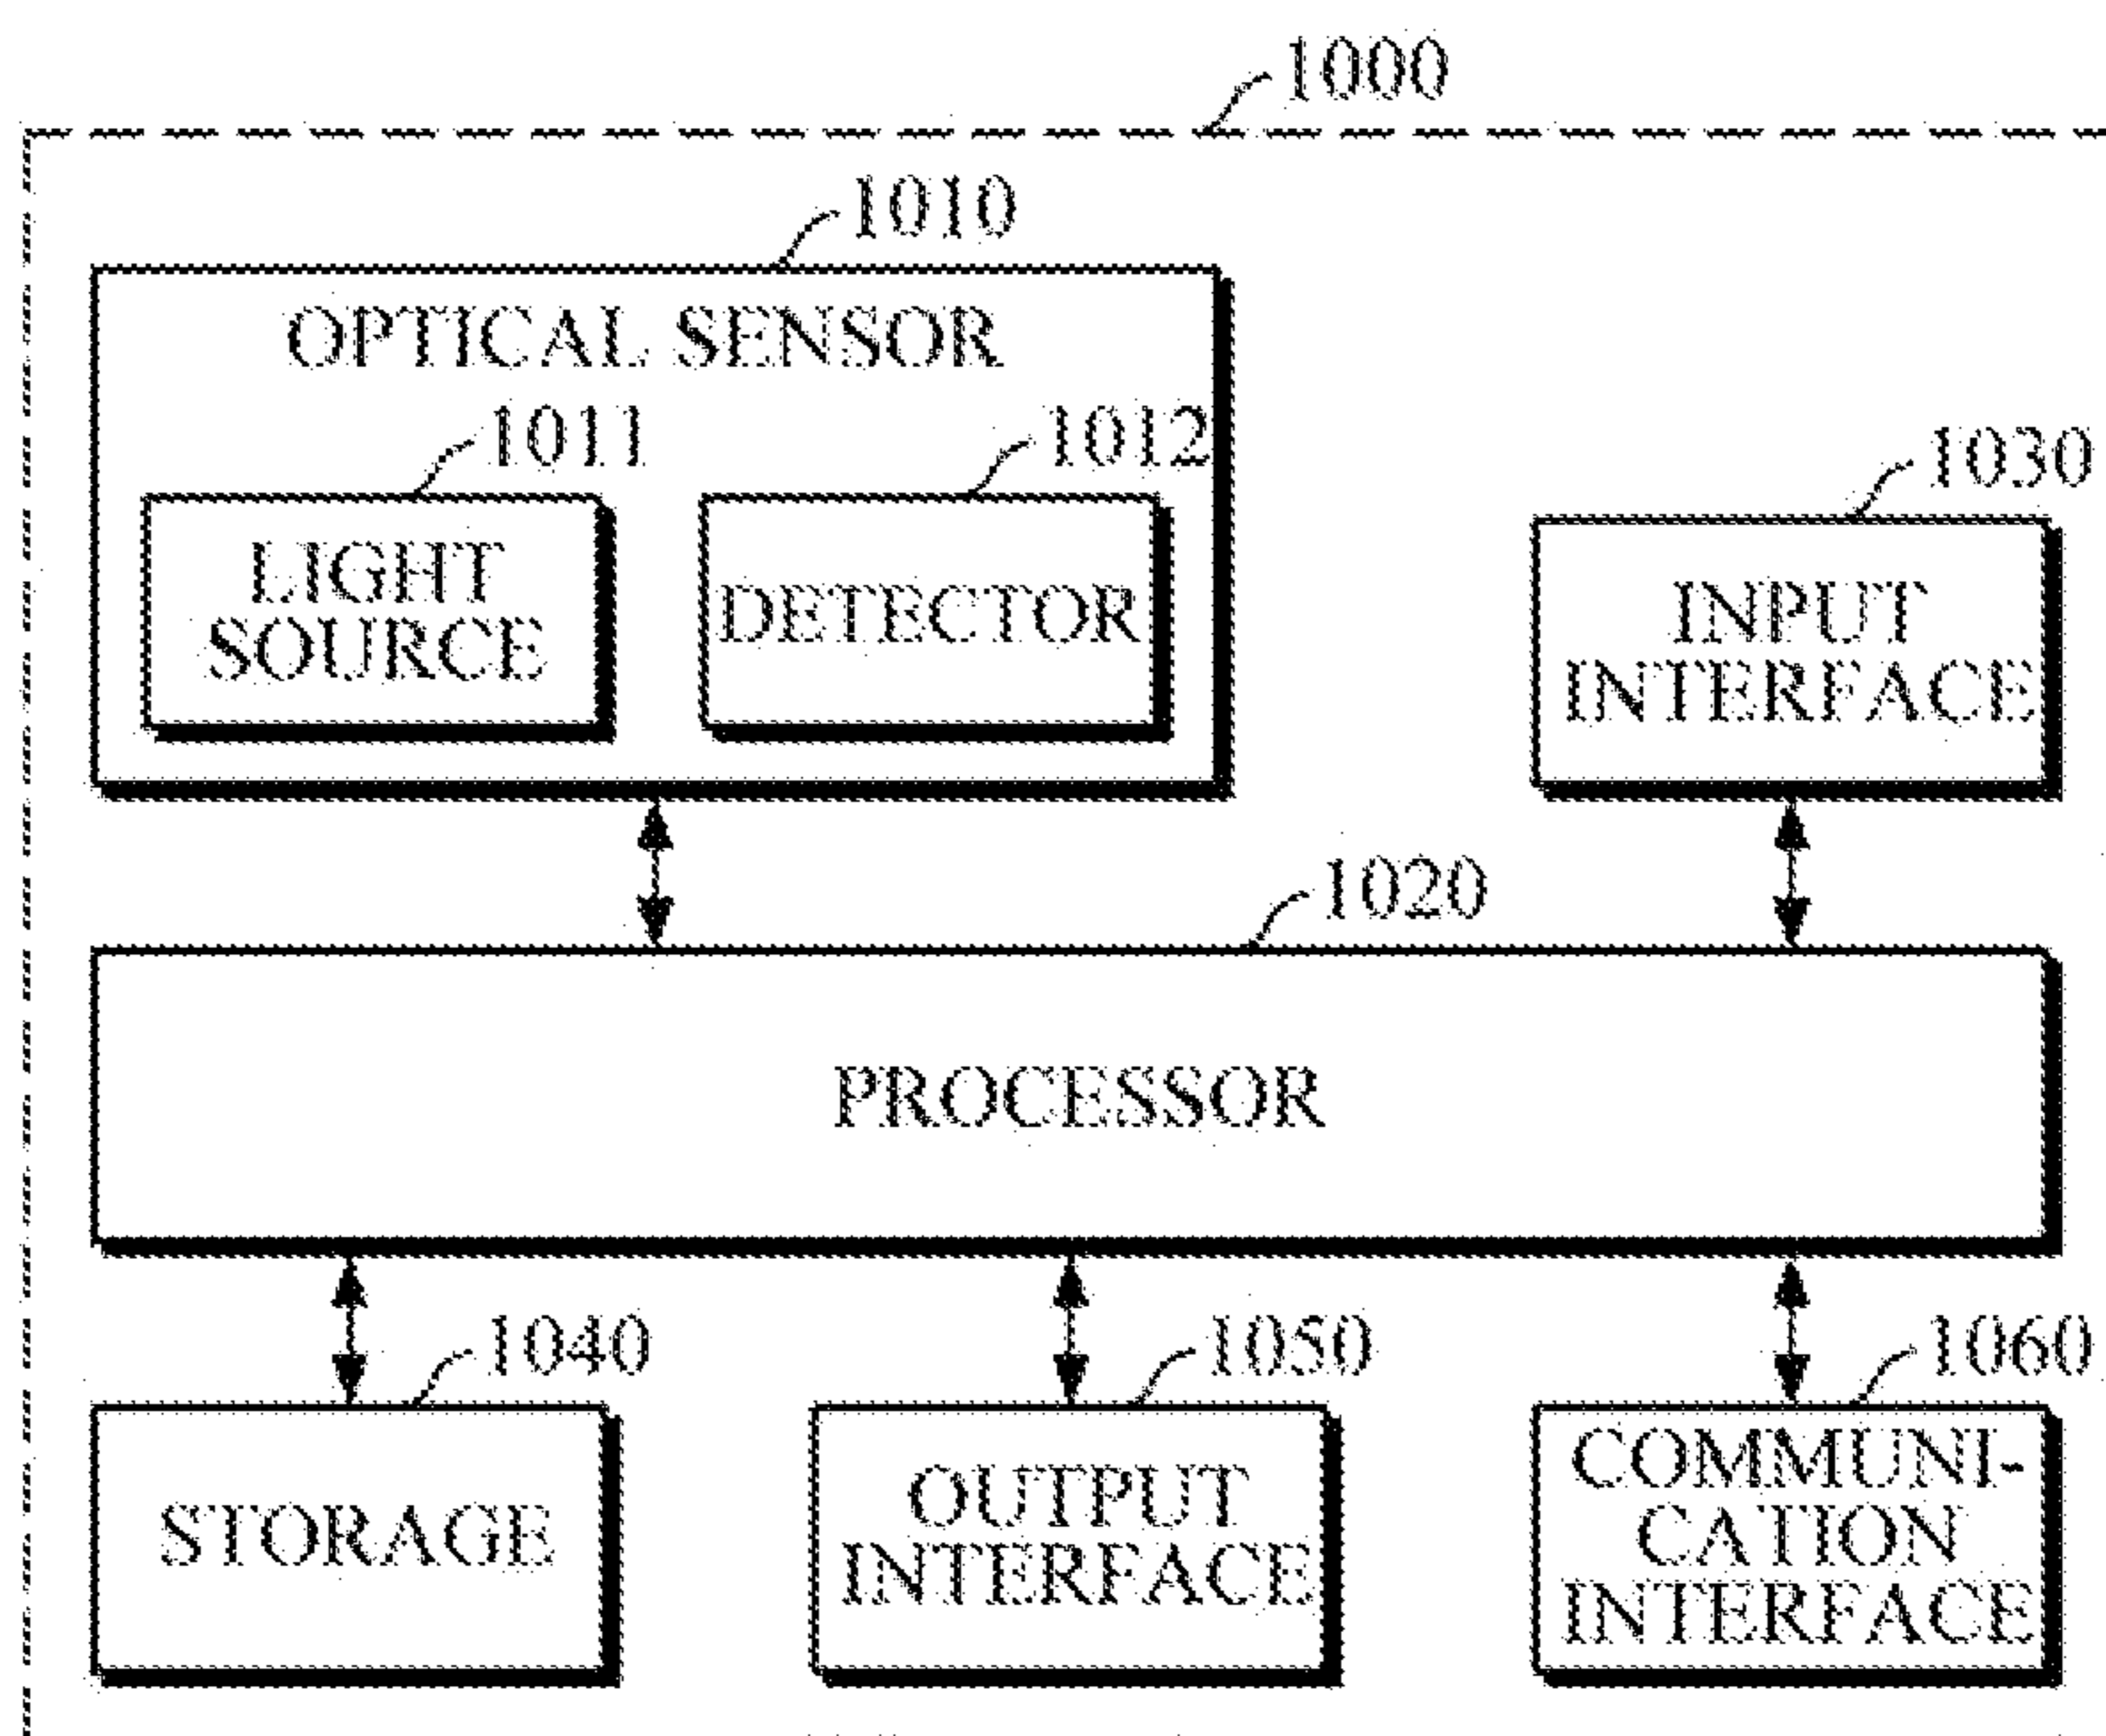 1000
1010
OPTICAL SENSOR
1011
1012
LIGHT
SOURCE
DETECTOR
1030
INPUT
INTERFACE
1020
PROCESSOR
1040
STORAGE
1050
OUTPUT
INTERFACE
1060
COMMUNI-
CATION
INTERFACE